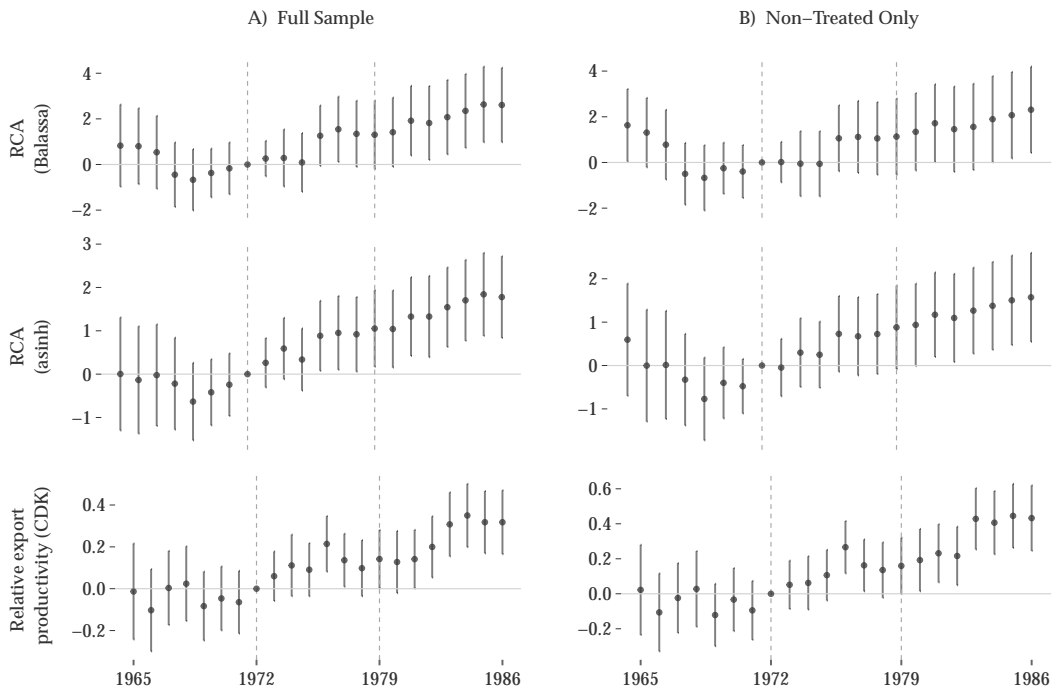 A) Full Sample
B) Non−Treated Only
RCA
(Balassa)
4
2
0
−2
4
2
0
−2
RCA
(asinh)
3
2
1
0
−1
2
1
0
−1
Relative export
productivity (CDK)
0.4
0.2
0.0
−0.2
0.6
0.4
0.2
0.0
−0.2
1965 1972 1979 1986
1965 1972 1979 1986